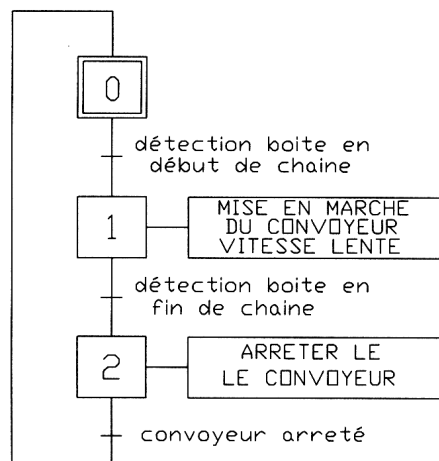 0
détection boite en
début de chaine
1
MISE EN MARCHE
DU CONVOYEUR
VITESSE LENTE
détection boite en
fin de chaine
2
ARRETER LE
LE CONVOYEUR
convoyeur arreté